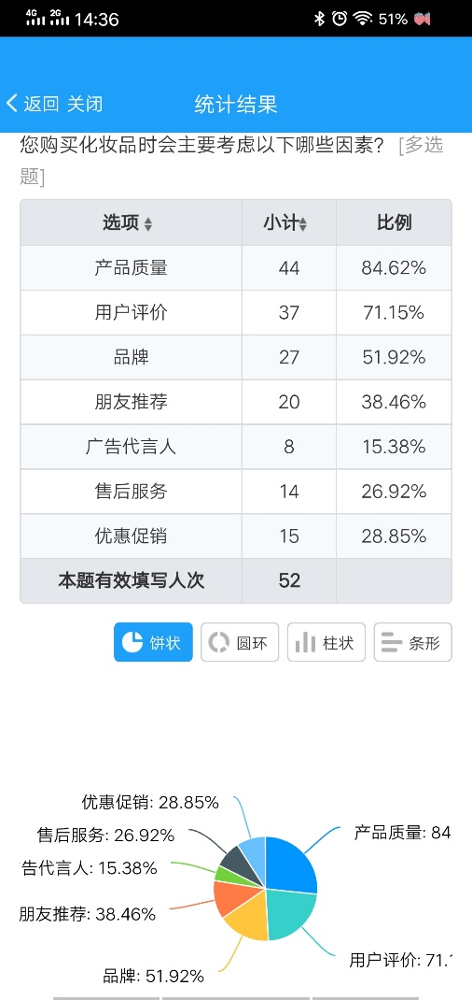 4G 2G 14:36 51%
返回 关闭 统计结果
您购买化妆品时会主要考虑以下哪些因素？ [多选
题]
选项 小计 比例
产品质量 44 84.62%
用户评价 37 71.15%
品牌 27 51.92%
朋友推荐 20 38.46%
广告代言人 8 15.38%
售后服务 14 26.92%
优惠促销 15 28.85%
本题有效填写人次 52
饼状 圆环 柱状 条形
优惠促销: 28.85%
产品质量: 84
售后服务: 26.92%
告代言人: 15.38%
朋友推荐: 38.46%
用户评价: 71.
品牌: 51.92%